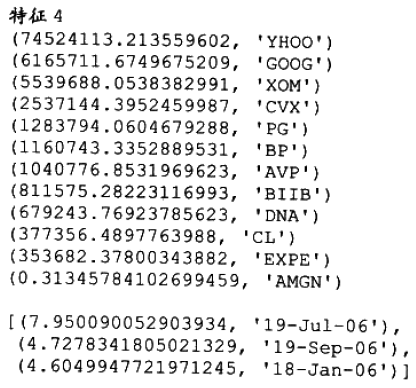 特征 4
(74524113.213559602, 'YHOO')
(6165711.6749675209, 'GOOG')
(5539688.0538382991, 'XOM')
(2537144.3952459987, 'CVX')
(1283794.0604679288, 'PG')
(1160743.3352889531, 'BP')
(1040776.8531969623, 'AVP')
(811575.28223116993, 'BIIB')
(679243.76923785623, 'DNA')
(377356.4897763988, 'CL')
(353682.37800343882, 'EXPE')
(0.31345784102699459, 'AMGN')
[(7.950090052903934, '19-Jul-06'),
(4.7278341805021329, '19-Sep-06'),
(4.6049947721971245, '18-Jan-06')]